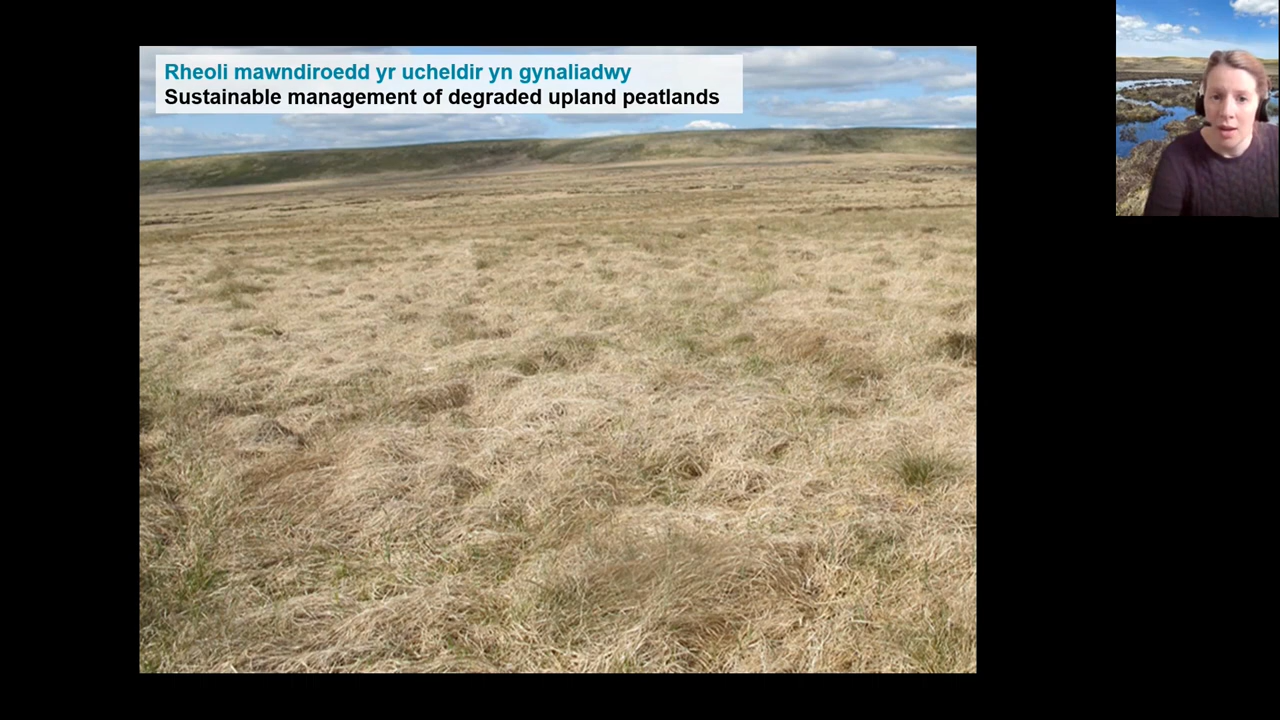 Rheoli mawndiroedd yr ucheldir yn gynaliadwy
Sustainable management of degraded upland peatlands